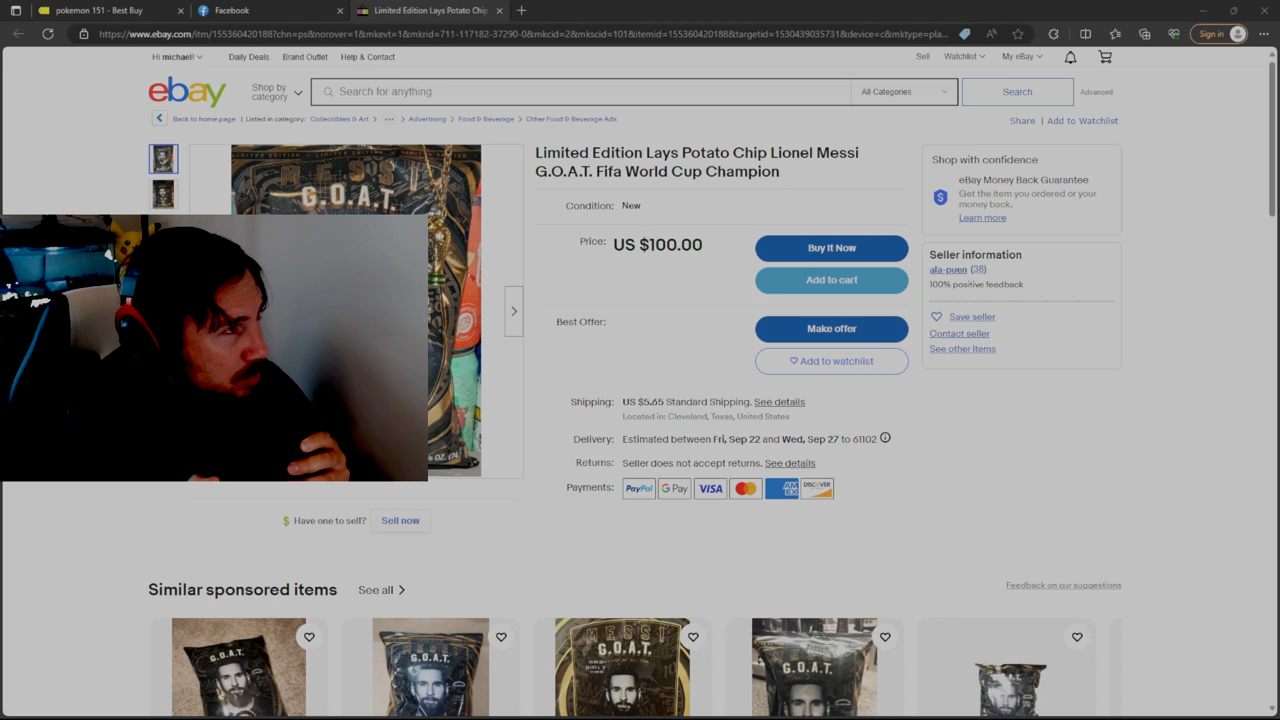 pokemon 151 - Best Buy
Facebook
Limited Edition Lays Potato Chip
https://www.ebay.com/itm/155360420188?chn=ps&norover=1&mkevt=1&mkrid=711-117182-37290-0&mkcid=2&mkscid=101&itemid=155360420188&targetid=1530439035731&device=c&mktype=pla...
Sign in
Hi michael!
Daily Deals
Brand Outlet
Help & Contact
Sell
Watchlist
My eBay
ebay
Shop by
category
Search for anything
All Categories
Search
Advanced
Back to home page | Listed in category:
Collectibles & Art
...
Advertising
Food & Beverage
Other Food & Beverage Ads
Share | Add to Watchlist
MESSI
G.O.A.T.
Limited Edition Lays Potato Chip Lionel Messi
G.O.A.T. Fifa World Cup Champion
Condition: New
Price: US $100.00
Buy It Now
Add to cart
Best Offer:
Make offer
Add to watchlist
Shipping: US $5.65 Standard Shipping. See details
Located in: Cleveland, Texas, United States
Delivery: Estimated between Fri, Sep 22 and Wed, Sep 27 to 61102
Returns: Seller does not accept returns. See details
Payments: PayPal G Pay VISA AM EX DISCOVER
Shop with confidence
eBay Money Back Guarantee
Get the item you ordered or your
money back.
Learn more
Seller information
ala-puen (38)
100% positive feedback
Save seller
Contact seller
See other items
Have one to sell? Sell now
Similar sponsored items See all
Feedback on our suggestions
G.O.A.T.
G.O.A.T.
MESSI
G.O.A.T.
G.O.A.T.